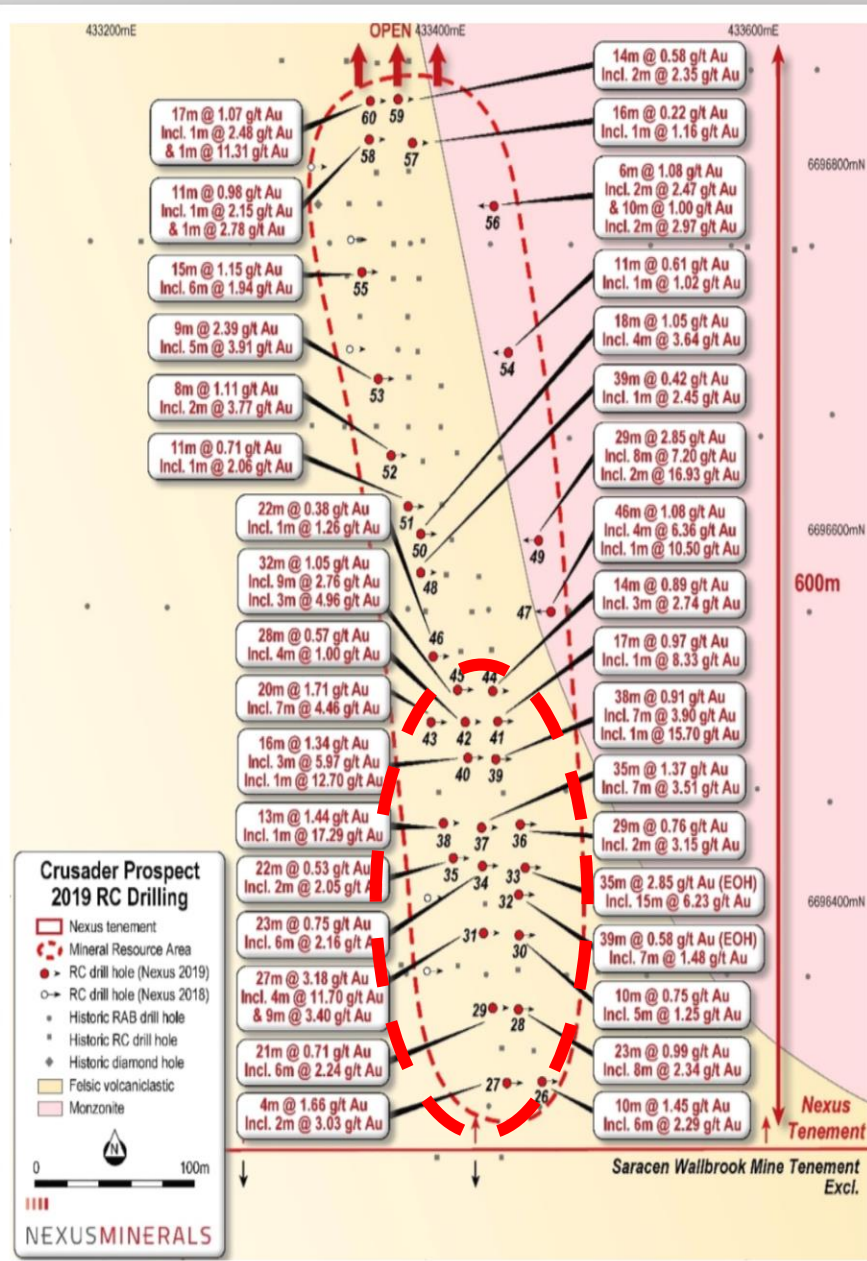 433200mE
OPEN
433400mE
433600mE
14m @ 0.58 g/t Au
Incl. 2m @ 2.35 g/t Au
17m @ 1.07 g/t Au
Incl. 1m @ 2.48 g/t Au
& 1m @ 11.31 g/t Au
60
59
16m @ 0.22 g/t Au
Incl. 1m @ 1.16 g/t Au
58
57
6696800mN
11m @ 0.98 g/t Au
Incl. 1m @ 2.15 g/t Au
& 1m @ 2.78 g/t Au
6m @ 1.08 g/t Au
Incl. 2m @ 2.47 g/t Au
& 10m @ 1.00 g/t Au
Incl. 2m @ 2.97 g/t Au
56
15m @ 1.15 g/t Au
Incl. 6m @ 1.94 g/t Au
55
11m @ 0.61 g/t Au
Incl. 1m @ 1.02 g/t Au
9m @ 2.39 g/t Au
Incl. 5m @ 3.91 g/t Au
18m @ 1.05 g/t Au
Incl. 4m @ 3.64 g/t Au
54
53
8m @ 1.11 g/t Au
Incl. 2m @ 3.77 g/t Au
39m @ 0.42 g/t Au
Incl. 1m @ 2.45 g/t Au
11m @ 0.71 g/t Au
Incl. 1m @ 2.06 g/t Au
52
29m @ 2.85 g/t Au
Incl. 8m @ 7.20 g/t Au
Incl. 2m @ 16.93 g/t Au
22m @ 0.38 g/t Au
Incl. 1m @ 1.26 g/t Au
51
50
49
46m @ 1.08 g/t Au
Incl. 4m @ 6.36 g/t Au
Incl. 1m @ 10.50 g/t Au
6696600mN
32m @ 1.05 g/t Au
Incl. 9m @ 2.76 g/t Au
Incl. 3m @ 4.96 g/t Au
48
47
600m
14m @ 0.89 g/t Au
Incl. 3m @ 2.74 g/t Au
28m @ 0.57 g/t Au
Incl. 4m @ 1.00 g/t Au
46
17m @ 0.97 g/t Au
Incl. 1m @ 8.33 g/t Au
45
44
20m @ 1.71 g/t Au
Incl. 7m @ 4.46 g/t Au
38m @ 0.91 g/t Au
Incl. 7m @ 3.90 g/t Au
Incl. 1m @ 15.70 g/t Au
43
42
41
16m @ 1.34 g/t Au
Incl. 3m @ 5.97 g/t Au
Incl. 1m @ 12.70 g/t Au
40
39
35m @ 1.37 g/t Au
Incl. 7m @ 3.51 g/t Au
13m @ 1.44 g/t Au
Incl. 1m @ 17.29 g/t Au
38
37
36
29m @ 0.76 g/t Au
Incl. 2m @ 3.15 g/t Au
22m @ 0.53 g/t Au
Incl. 2m @ 2.05 g/t A
35
34
33
35m @ 2.85 g/t Au (EOH)
Incl. 15m @ 6.23 g/t Au
32
6696400mN
23m @ 0.75 g/t Au
Incl. 6m @ 2.16 g/t Au
31
30
39m @ 0.58 g/t Au (EOH)
Incl. 7m @ 1.48 g/t Au
27m @ 3.18 g/t Au
Incl. 4m @ 11.70 g/t Au
& 9m @ 3.40 g/t Au
10m @ 0.75 g/t Au
Incl. 5m @ 1.25 g/t Au
29
28
21m @ 0.71 g/t Au
Incl. 6m @ 2.24 g/t Au
23m @ 0.99 g/t Au
Incl. 8m @ 2.34 g/t Au
27
26
4m @ 1.66 g/t Au
Incl. 2m @ 3.03 g/t Au
10m @ 1.45 g/t Au
Incl. 6m @ 2.29 g/t Au
Nexus
Tenement
Saracen Wallbrook Mine Tenement
Excl.
Crusader Prospect
2019 RC Drilling
Nexus tenement
Mineral Resource Area
RC drill hole (Nexus 2019)
RC drill hole (Nexus 2018)
Historic RAB drill hole
Historic RC drill hole
Historic diamond hole
Felsic volcaniclastic
Monzonite
N
0
100m
NEXUSMINERALS